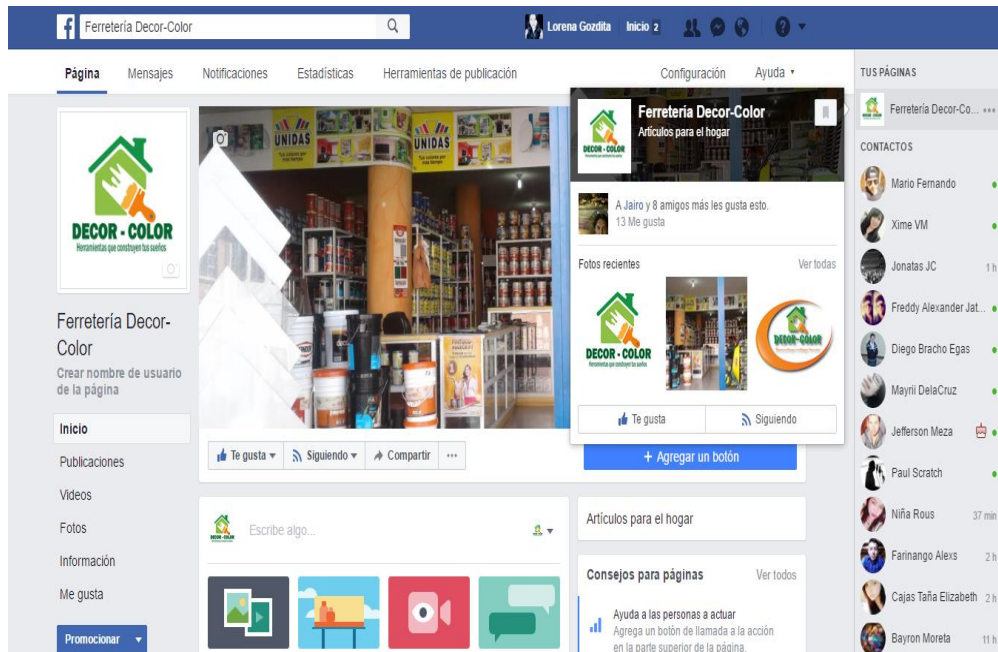 Ferretería Decor-Color
Lorena Gozdita Inicio 2
Página Mensajes Notificaciones Estadísticas Herramientas de publicación Configuración Ayuda
DECOR - COLOR
Herramientas que construyen tus sueños
Ferretería Decor-
Color
Crear nombre de usuario
de la página
Inicio
Publicaciones
Videos
Fotos
Información
Me gusta
Promocionar
UNIDAS
UNIDAS
Te gusta Siguiendo Compartir ...
Escribe algo...
Ferretería Decor-Color
Artículos para el hogar
DECOR - COLOR
A Jairo y 8 amigos más les gusta esto.
13 Me gusta
Fotos recientes Ver todas
DECOR - COLOR
Herramientas que construyen tus sueños
DECOR-COLOR
Te gusta Siguiendo
+ Agregar un botón
Artículos para el hogar
Consejos para páginas Ver todos
Ayuda a las personas a actuar
Agrega un botón de llamada a la acción
en la parte superior de la página.
TUS PÁGINAS
Ferretería Decor-Co... ...
CONTACTOS
Mario Fernando
Xime VM
Jonatas JC 1 h
Freddy Alexander Jat...
Diego Bracho Egas
Mayrii DelaCruz
Jefferson Meza
Paul Scratch
Niña Rous 37 min
Farinango Alexs 2 h
Cajas Taña Elizabeth 2 h
Bayron Moreta 11 h